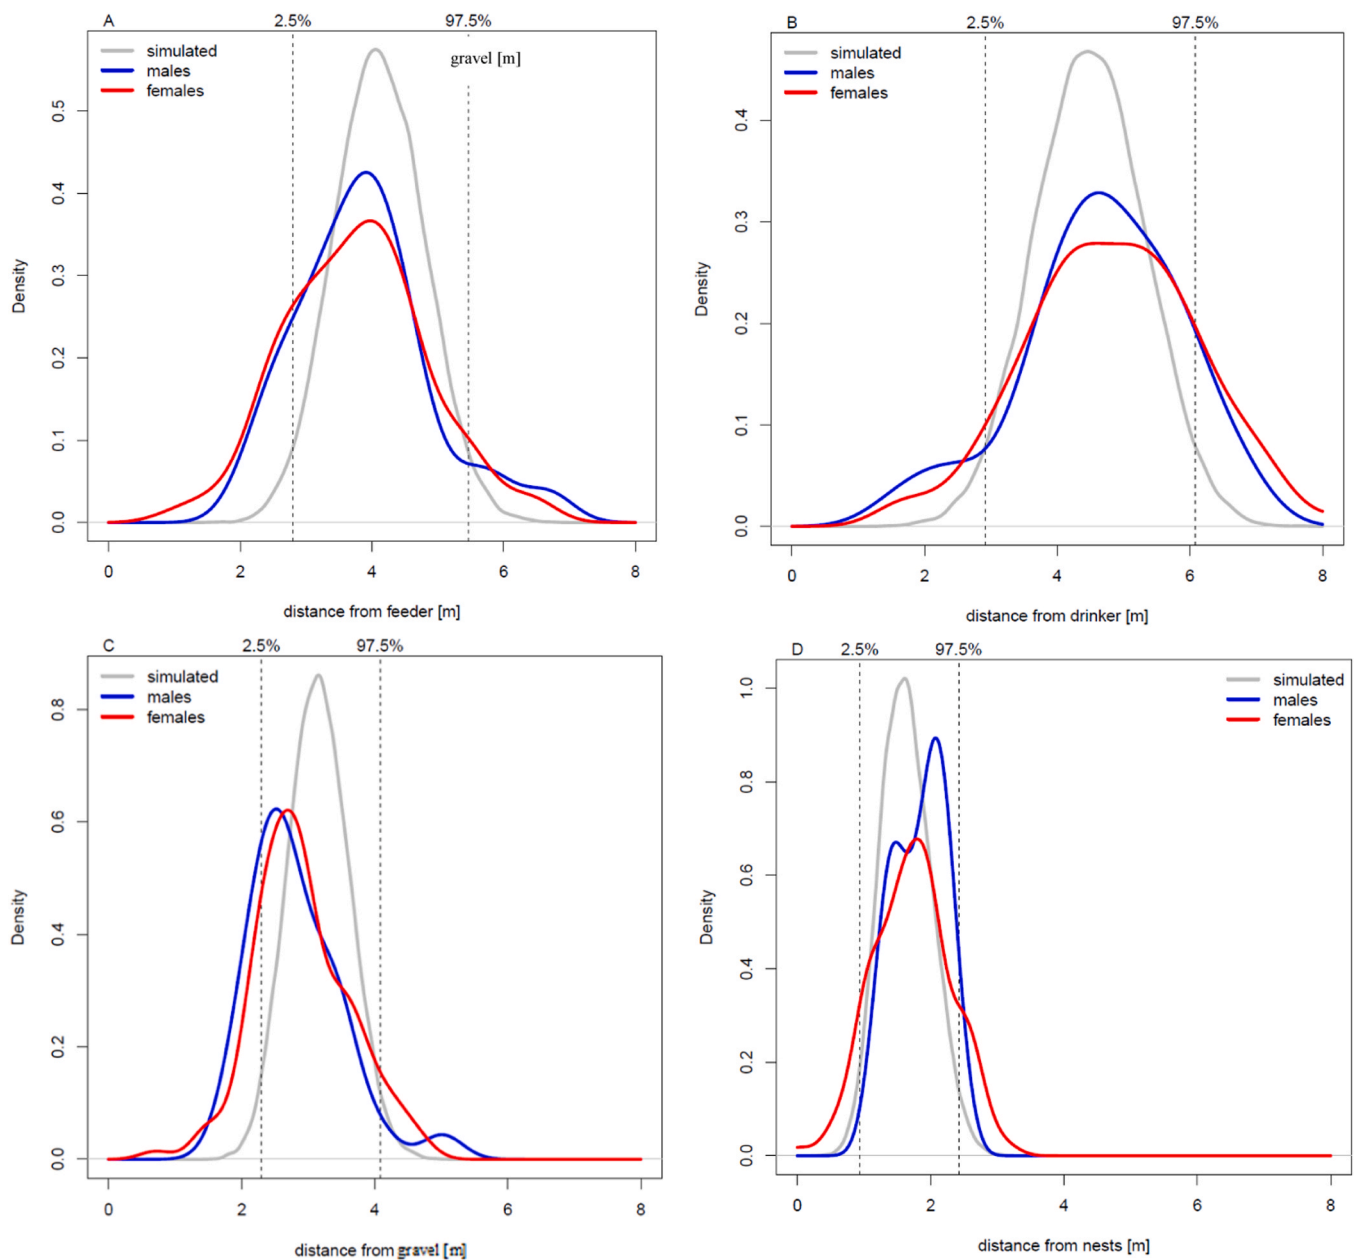 A 2.5% 97.5%
simulated
males
females
gravel [m]
Density
0.0 0.1 0.2 0.3 0.4 0.5
0 2 4 6 8
distance from feeder [m]
B 2.5% 97.5%
simulated
males
females
Density
0.0 0.1 0.2 0.3 0.4
0 2 4 6 8
distance from drinker [m]
C 2.5% 97.5%
simulated
males
females
Density
0.0 0.2 0.4 0.6 0.8
0 2 4 6 8
distance from gravel [m]
D 2.5% 97.5%
simulated
males
females
Density
0.0 0.2 0.4 0.6 0.8 1.0
0 2 4 6 8
distance from nests [m]